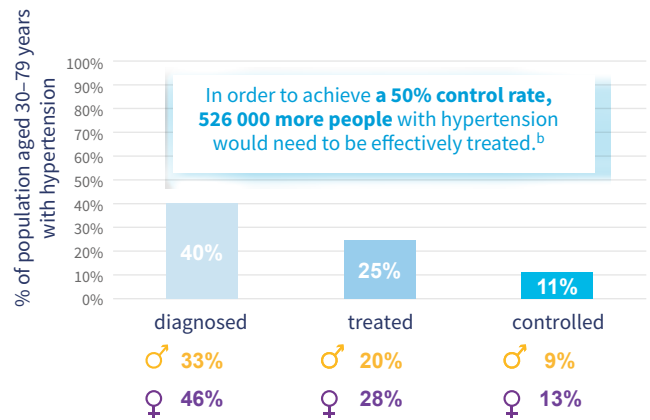 % of population aged 30–79 years
with hypertension
100%
90%
80%
70%
60%
50%
40%
30%
20%
10%
0%
In order to achieve a 50% control rate,
526 000 more people with hypertension
would need to be effectively treated.ᵇ
40%
25%
11%
diagnosed treated controlled
♂ 33% ♂ 20% ♂ 9%
♀ 46% ♀ 28% ♀ 13%